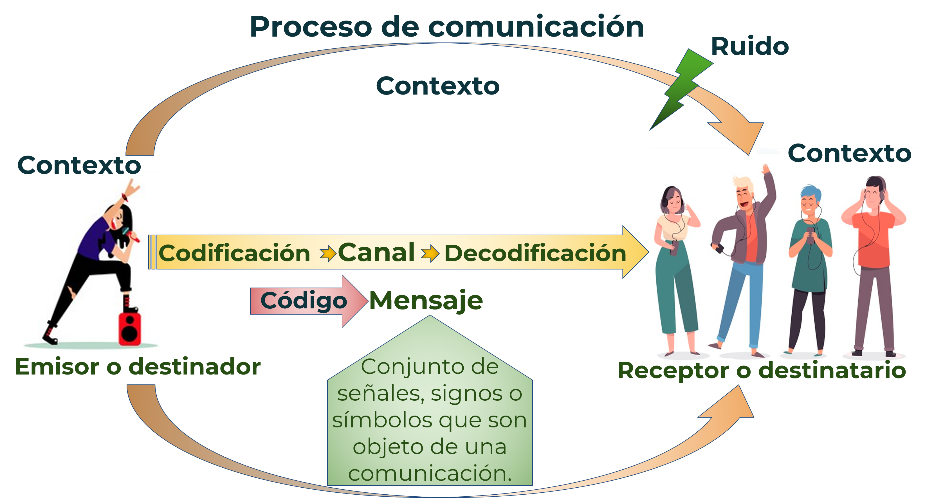 Proceso de comunicación
Ruido
Contexto
Contexto
Contexto
Codificación Canal Decodificación
Código Mensaje
Emisor o destinador
Receptor o destinatario
Conjunto de
señales, signos o
símbolos que son
objeto de una
comunicación.